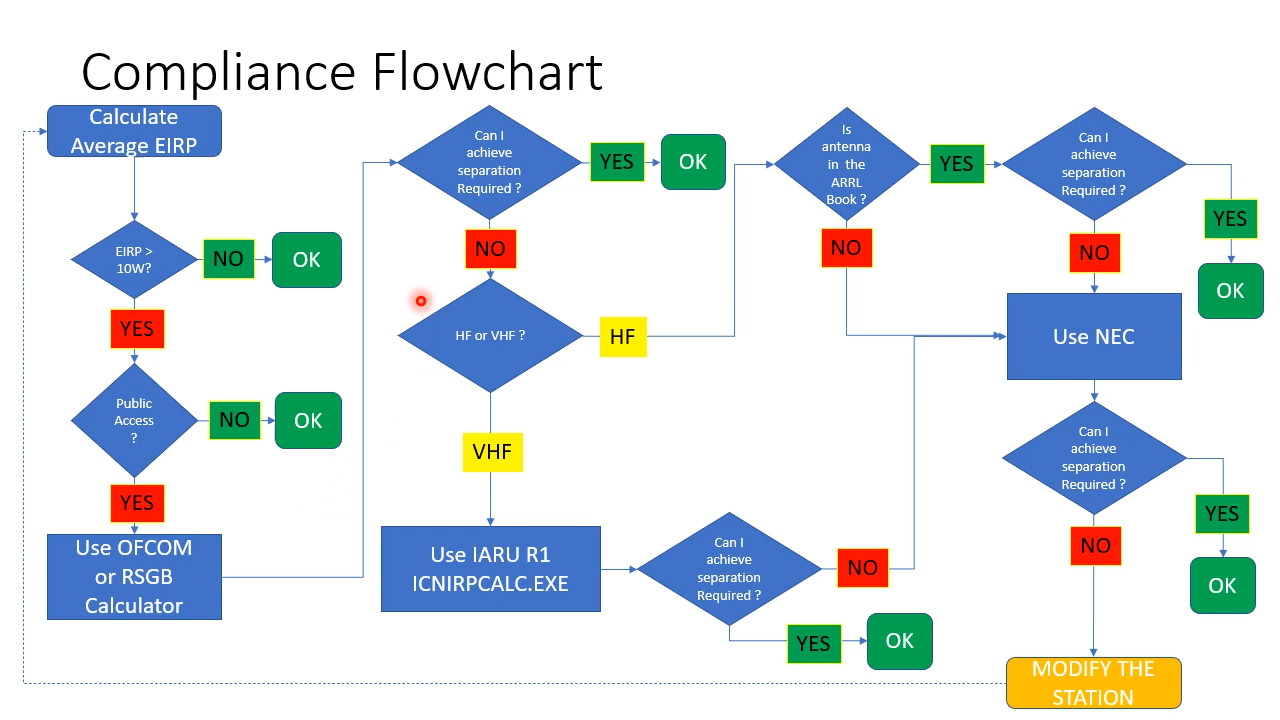 Compliance Flowchart
Calculate
Average EIRP
EIRP >
10W?
NO
OK
YES
Public
Access
?
NO
OK
YES
Use OFCOM
or RSGB
Calculator
Can I
achieve
separation
Required ?
YES
OK
NO
HF or VHF ?
HF
VHF
Use IARU R1
ICNIRPCALC.EXE
Can I
achieve
separation
Required ?
NO
YES
OK
Is
antenna
in the
ARRL
Book ?
YES
NO
Can I
achieve
separation
Required ?
YES
OK
NO
Use NEC
Can I
achieve
separation
Required ?
YES
OK
NO
MODIFY THE
STATION